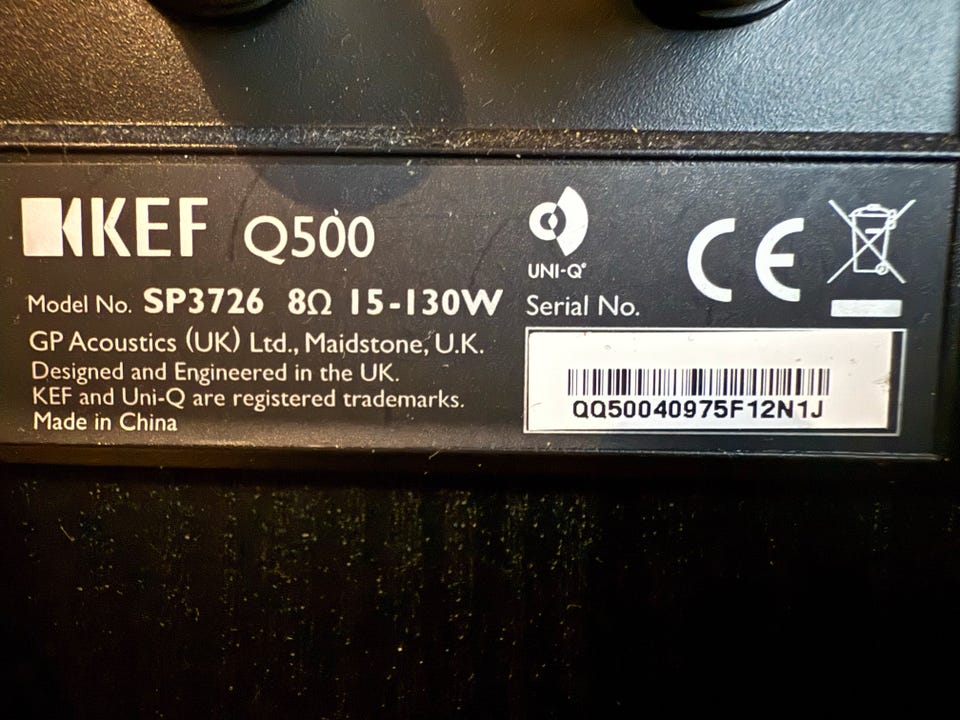 KEF Q500
Model No. SP3726 8Ω 15-130W
GP Acoustics (UK) Ltd., Maidstone, U.K.
Designed and Engineered in the UK.
KEF and Uni-Q are registered trademarks.
Made in China
UNI-Q®
CE
Serial No.
QQ50040975F12N1J